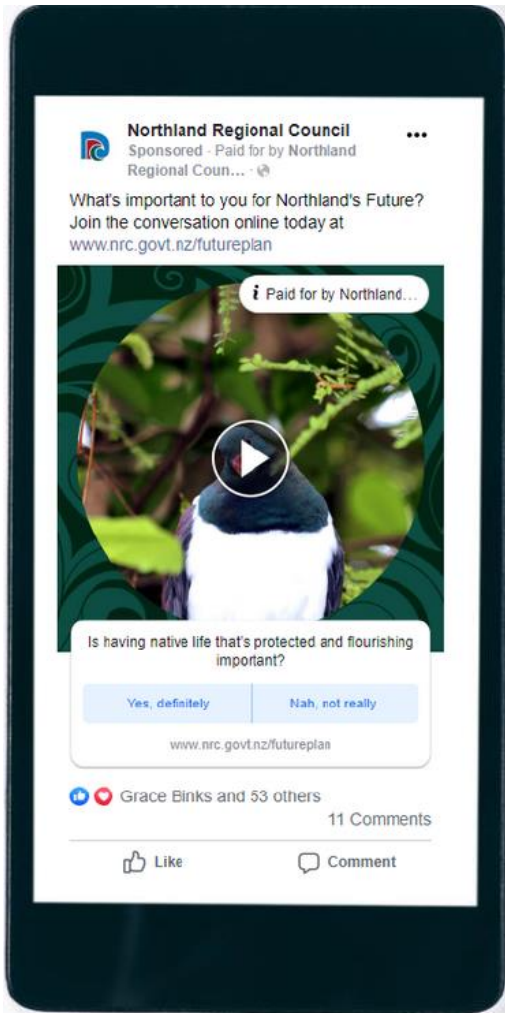 Northland Regional Council
Sponsored · Paid for by Northland
Regional Coun... ·
What's important to you for Northland's Future?
Join the conversation online today at
www.nrc.govt.nz/futureplan
i Paid for by Northland...
Is having native life that's protected and flourishing
important?
Yes, definitely
Nah, not really
www.nrc.govt.nz/futureplan
Grace Binks and 53 others
11 Comments
Like
Comment